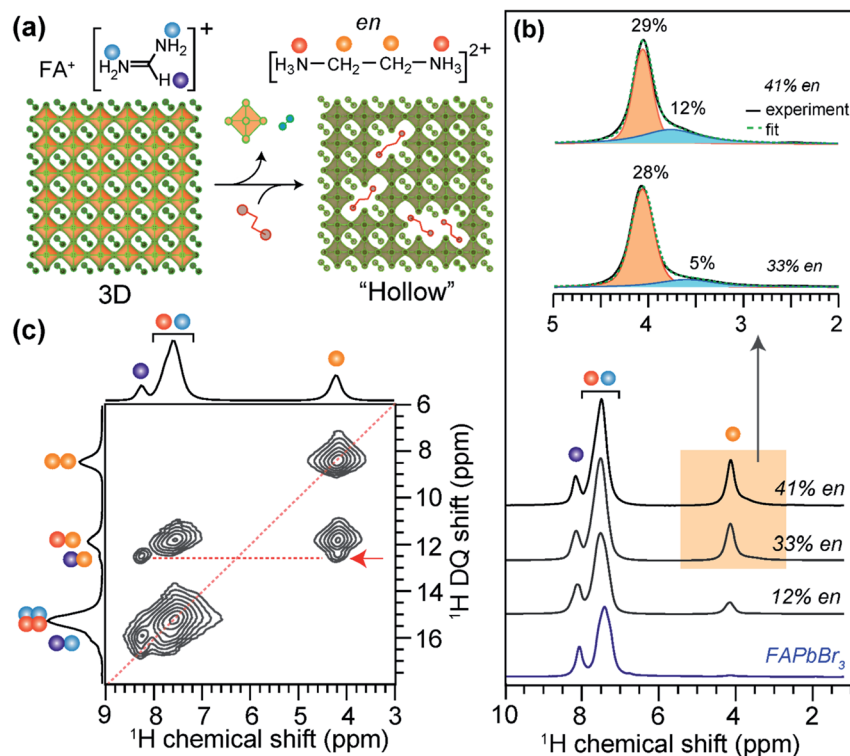 (a)
FA⁺
[H₂N NH₂ H]⁺
en
[H₃N—CH₂—CH₂—NH₃]²⁺
3D
“Hollow”
(b)
29%
12%
41% en
experiment
fit
28%
5%
33% en
5 4 3 2
41% en
33% en
12% en
FAPbBr₃
10 8 6 4 2
¹H chemical shift (ppm)
(c)
6
8
10
12
14
16
¹H DQ shift (ppm)
9 8 7 6 5 4 3
¹H chemical shift (ppm)